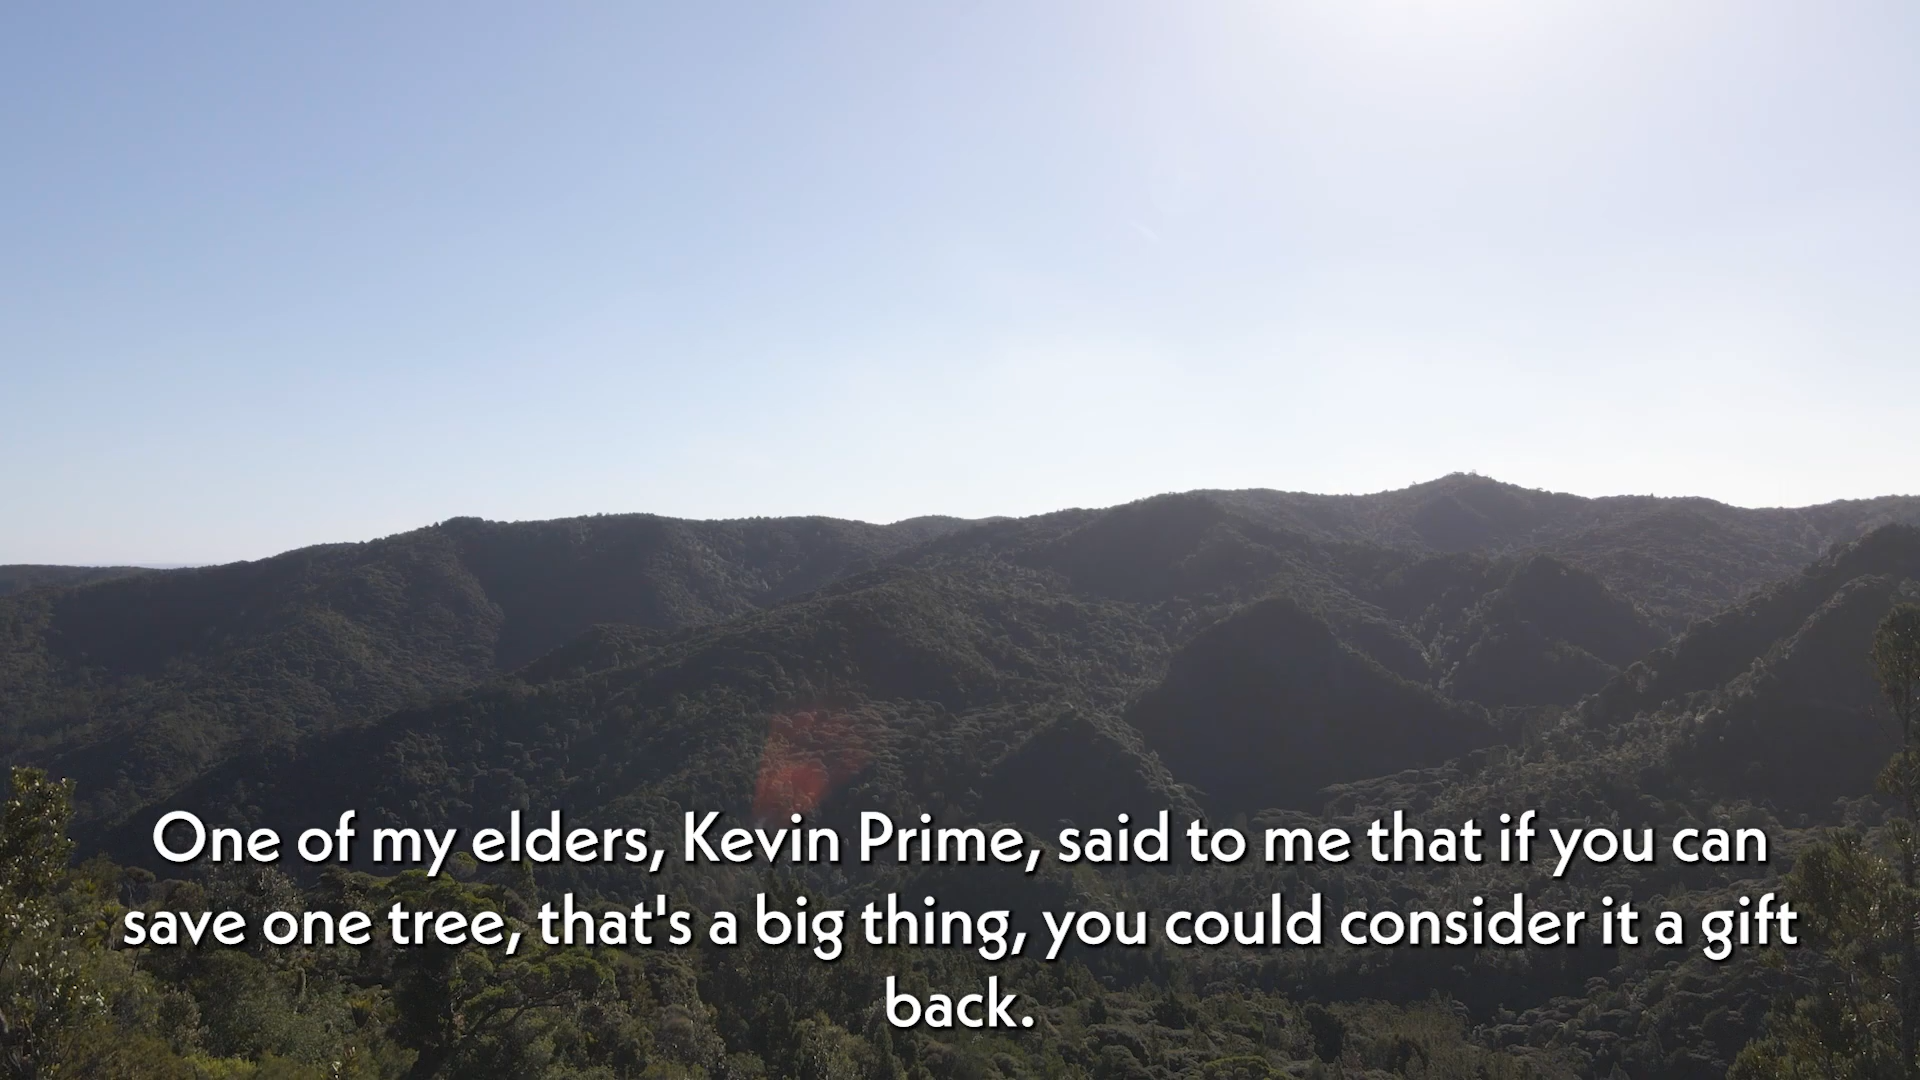 One of my elders, Kevin Prime, said to me that if you can
save one tree, that's a big thing, you could consider it a gift
back.